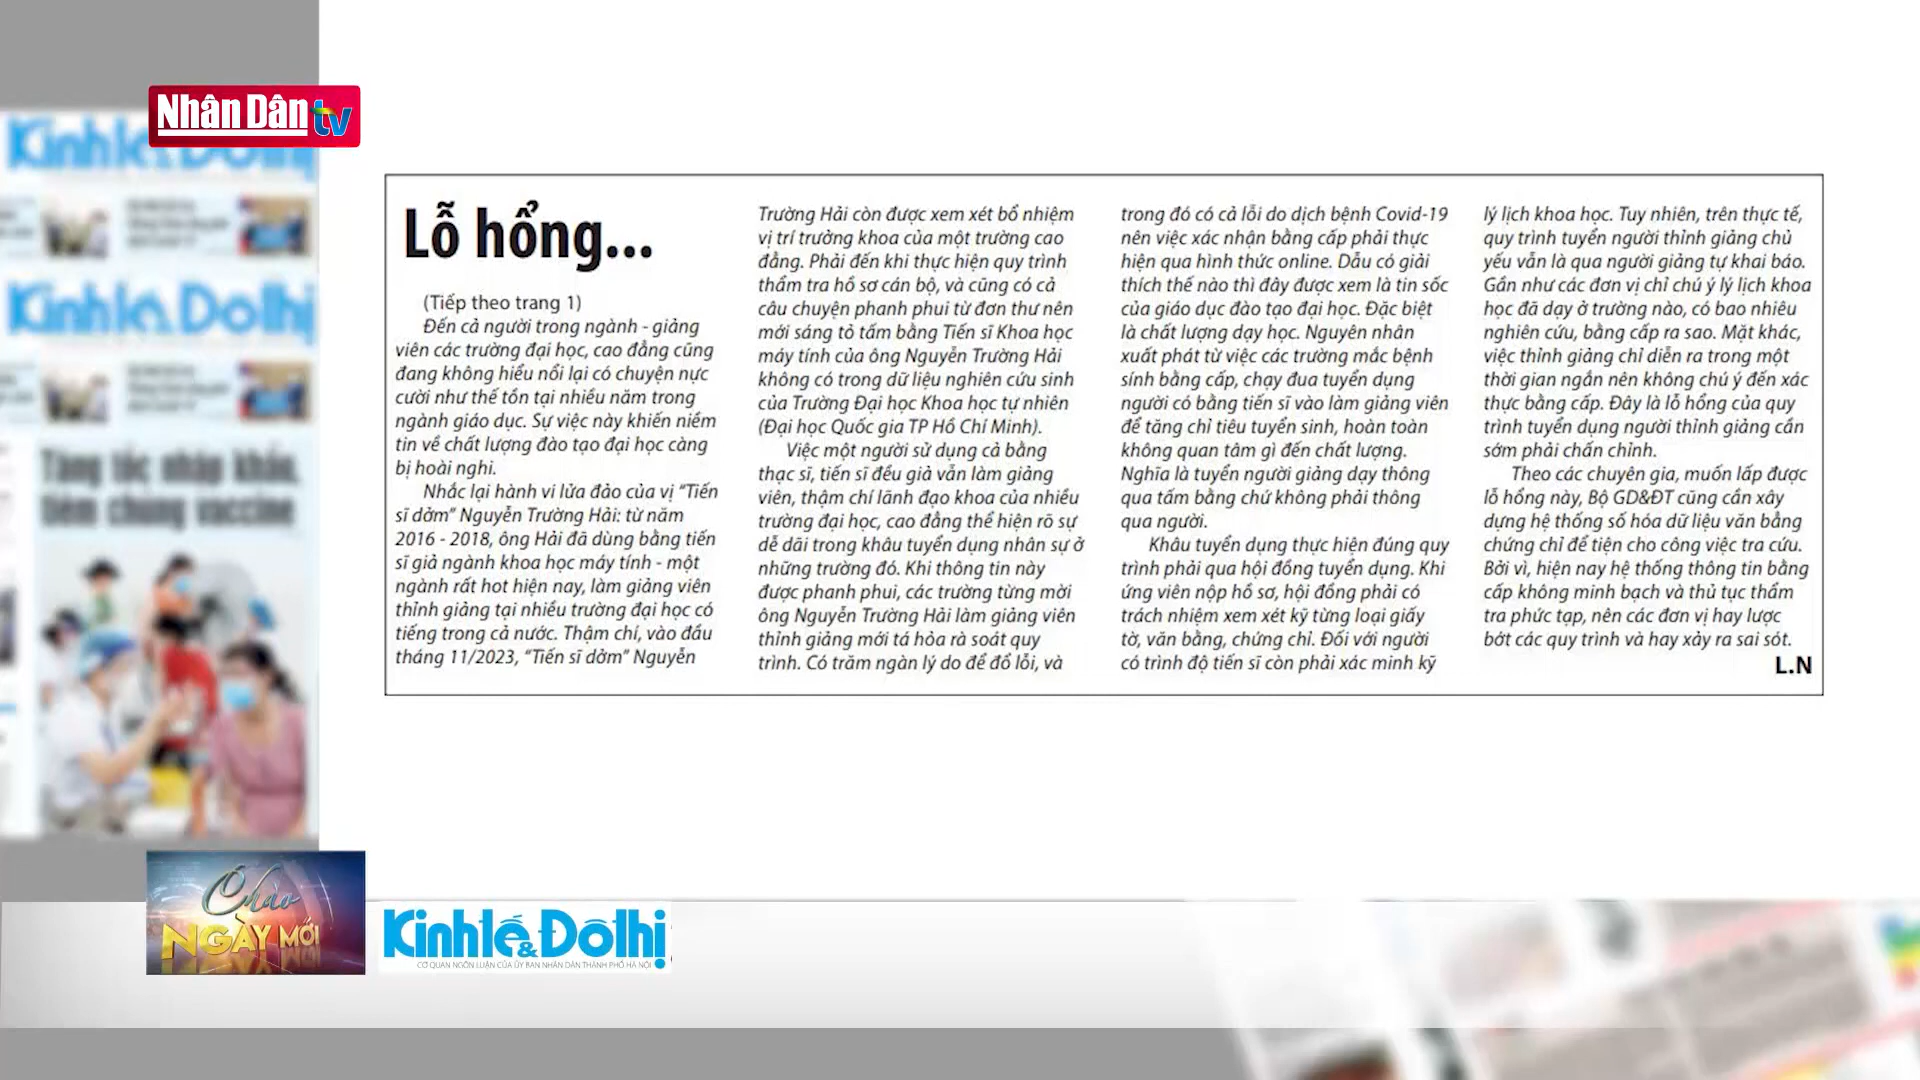 Nhân Dân tv
Kinhtế&Đôthị
Kinhtế&Đôthị
Tăng tốc nhập khẩu,
tiêm chủng vaccine
Lỗ hổng...
(Tiếp theo trang 1)
Đến cả người trong ngành - giảng
viên các trường đại học, cao đẳng cũng
đang không hiểu nổi lại có chuyện nực
cười như thế tồn tại nhiều năm trong
ngành giáo dục. Sự việc này khiến niềm
tin về chất lượng đào tạo đại học càng
bị hoài nghi.
Nhắc lại hành vi lừa đảo của vị “Tiến
sĩ dởm” Nguyễn Trường Hải: từ năm
2016 - 2018, ông Hải đã dùng bằng tiến
sĩ giả ngành khoa học máy tính - một
ngành rất hot hiện nay, làm giảng viên
thỉnh giảng tại nhiều trường đại học có
tiếng trong cả nước. Thậm chí, vào đầu
tháng 11/2023, “Tiến sĩ dởm” Nguyễn
Trường Hải còn được xem xét bổ nhiệm
vị trí trưởng khoa của một trường cao
đẳng. Phải đến khi thực hiện quy trình
thẩm tra hồ sơ cán bộ, và cũng có cả
câu chuyện phanh phui từ đơn thư nên
mới sáng tỏ tấm bằng Tiến sĩ Khoa học
máy tính của ông Nguyễn Trường Hải
không có trong dữ liệu nghiên cứu sinh
của Trường Đại học Khoa học tự nhiên
(Đại học Quốc gia TP Hồ Chí Minh).
Việc một người sử dụng cả bằng
thạc sĩ, tiến sĩ đều giả vẫn làm giảng
viên, thậm chí lãnh đạo khoa của nhiều
trường đại học, cao đẳng thể hiện rõ sự
dễ dãi trong khâu tuyển dụng nhân sự ở
những trường đó. Khi thông tin này
được phanh phui, các trường từng mời
ông Nguyễn Trường Hải làm giảng viên
thỉnh giảng mới tá hỏa rà soát quy
trình. Có trăm ngàn lý do để đổ lỗi, và
trong đó có cả lỗi do dịch bệnh Covid-19
nên việc xác nhận bằng cấp phải thực
hiện qua hình thức online. Dẫu có giải
thích thế nào thì đây được xem là tin sốc
của giáo dục đào tạo đại học. Đặc biệt
là chất lượng dạy học. Nguyên nhân
xuất phát từ việc các trường mắc bệnh
sính bằng cấp, chạy đua tuyển dụng
người có bằng tiến sĩ vào làm giảng viên
để tăng chỉ tiêu tuyển sinh, hoàn toàn
không quan tâm gì đến chất lượng.
Nghĩa là tuyển người giảng dạy thông
qua tấm bằng chứ không phải thông
qua người.
Khâu tuyển dụng thực hiện đúng quy
trình phải qua hội đồng tuyển dụng. Khi
ứng viên nộp hồ sơ, hội đồng phải có
trách nhiệm xem xét kỹ từng loại giấy
tờ, văn bằng, chứng chỉ. Đối với người
có trình độ tiến sĩ còn phải xác minh kỹ
lý lịch khoa học. Tuy nhiên, trên thực tế,
quy trình tuyển người thỉnh giảng chủ
yếu vẫn là qua người giảng tự khai báo.
Gần như các đơn vị chỉ chú ý lý lịch khoa
học đã dạy ở trường nào, có bao nhiêu
nghiên cứu, bằng cấp ra sao. Mặt khác,
việc thỉnh giảng chỉ diễn ra trong một
thời gian ngắn nên không chú ý đến xác
thực bằng cấp. Đây là lỗ hổng của quy
trình tuyển dụng người thỉnh giảng cần
sớm phải chấn chỉnh.
Theo các chuyên gia, muốn lấp được
lỗ hổng này, Bộ GD&ĐT cũng cần xây
dựng hệ thống số hóa dữ liệu văn bằng
chứng chỉ để tiện cho công việc tra cứu.
Bởi vì, hiện nay hệ thống thông tin bằng
cấp không minh bạch và thủ tục thẩm
tra phức tạp, nên các đơn vị hay lược
bớt các quy trình và hay xảy ra sai sót.
L.N
Chào
NGÀY MỚI
Kinhtế&Đôthị
CƠ QUAN NGÔN LUẬN CỦA ỦY BAN NHÂN DÂN THÀNH PHỐ HÀ NỘI